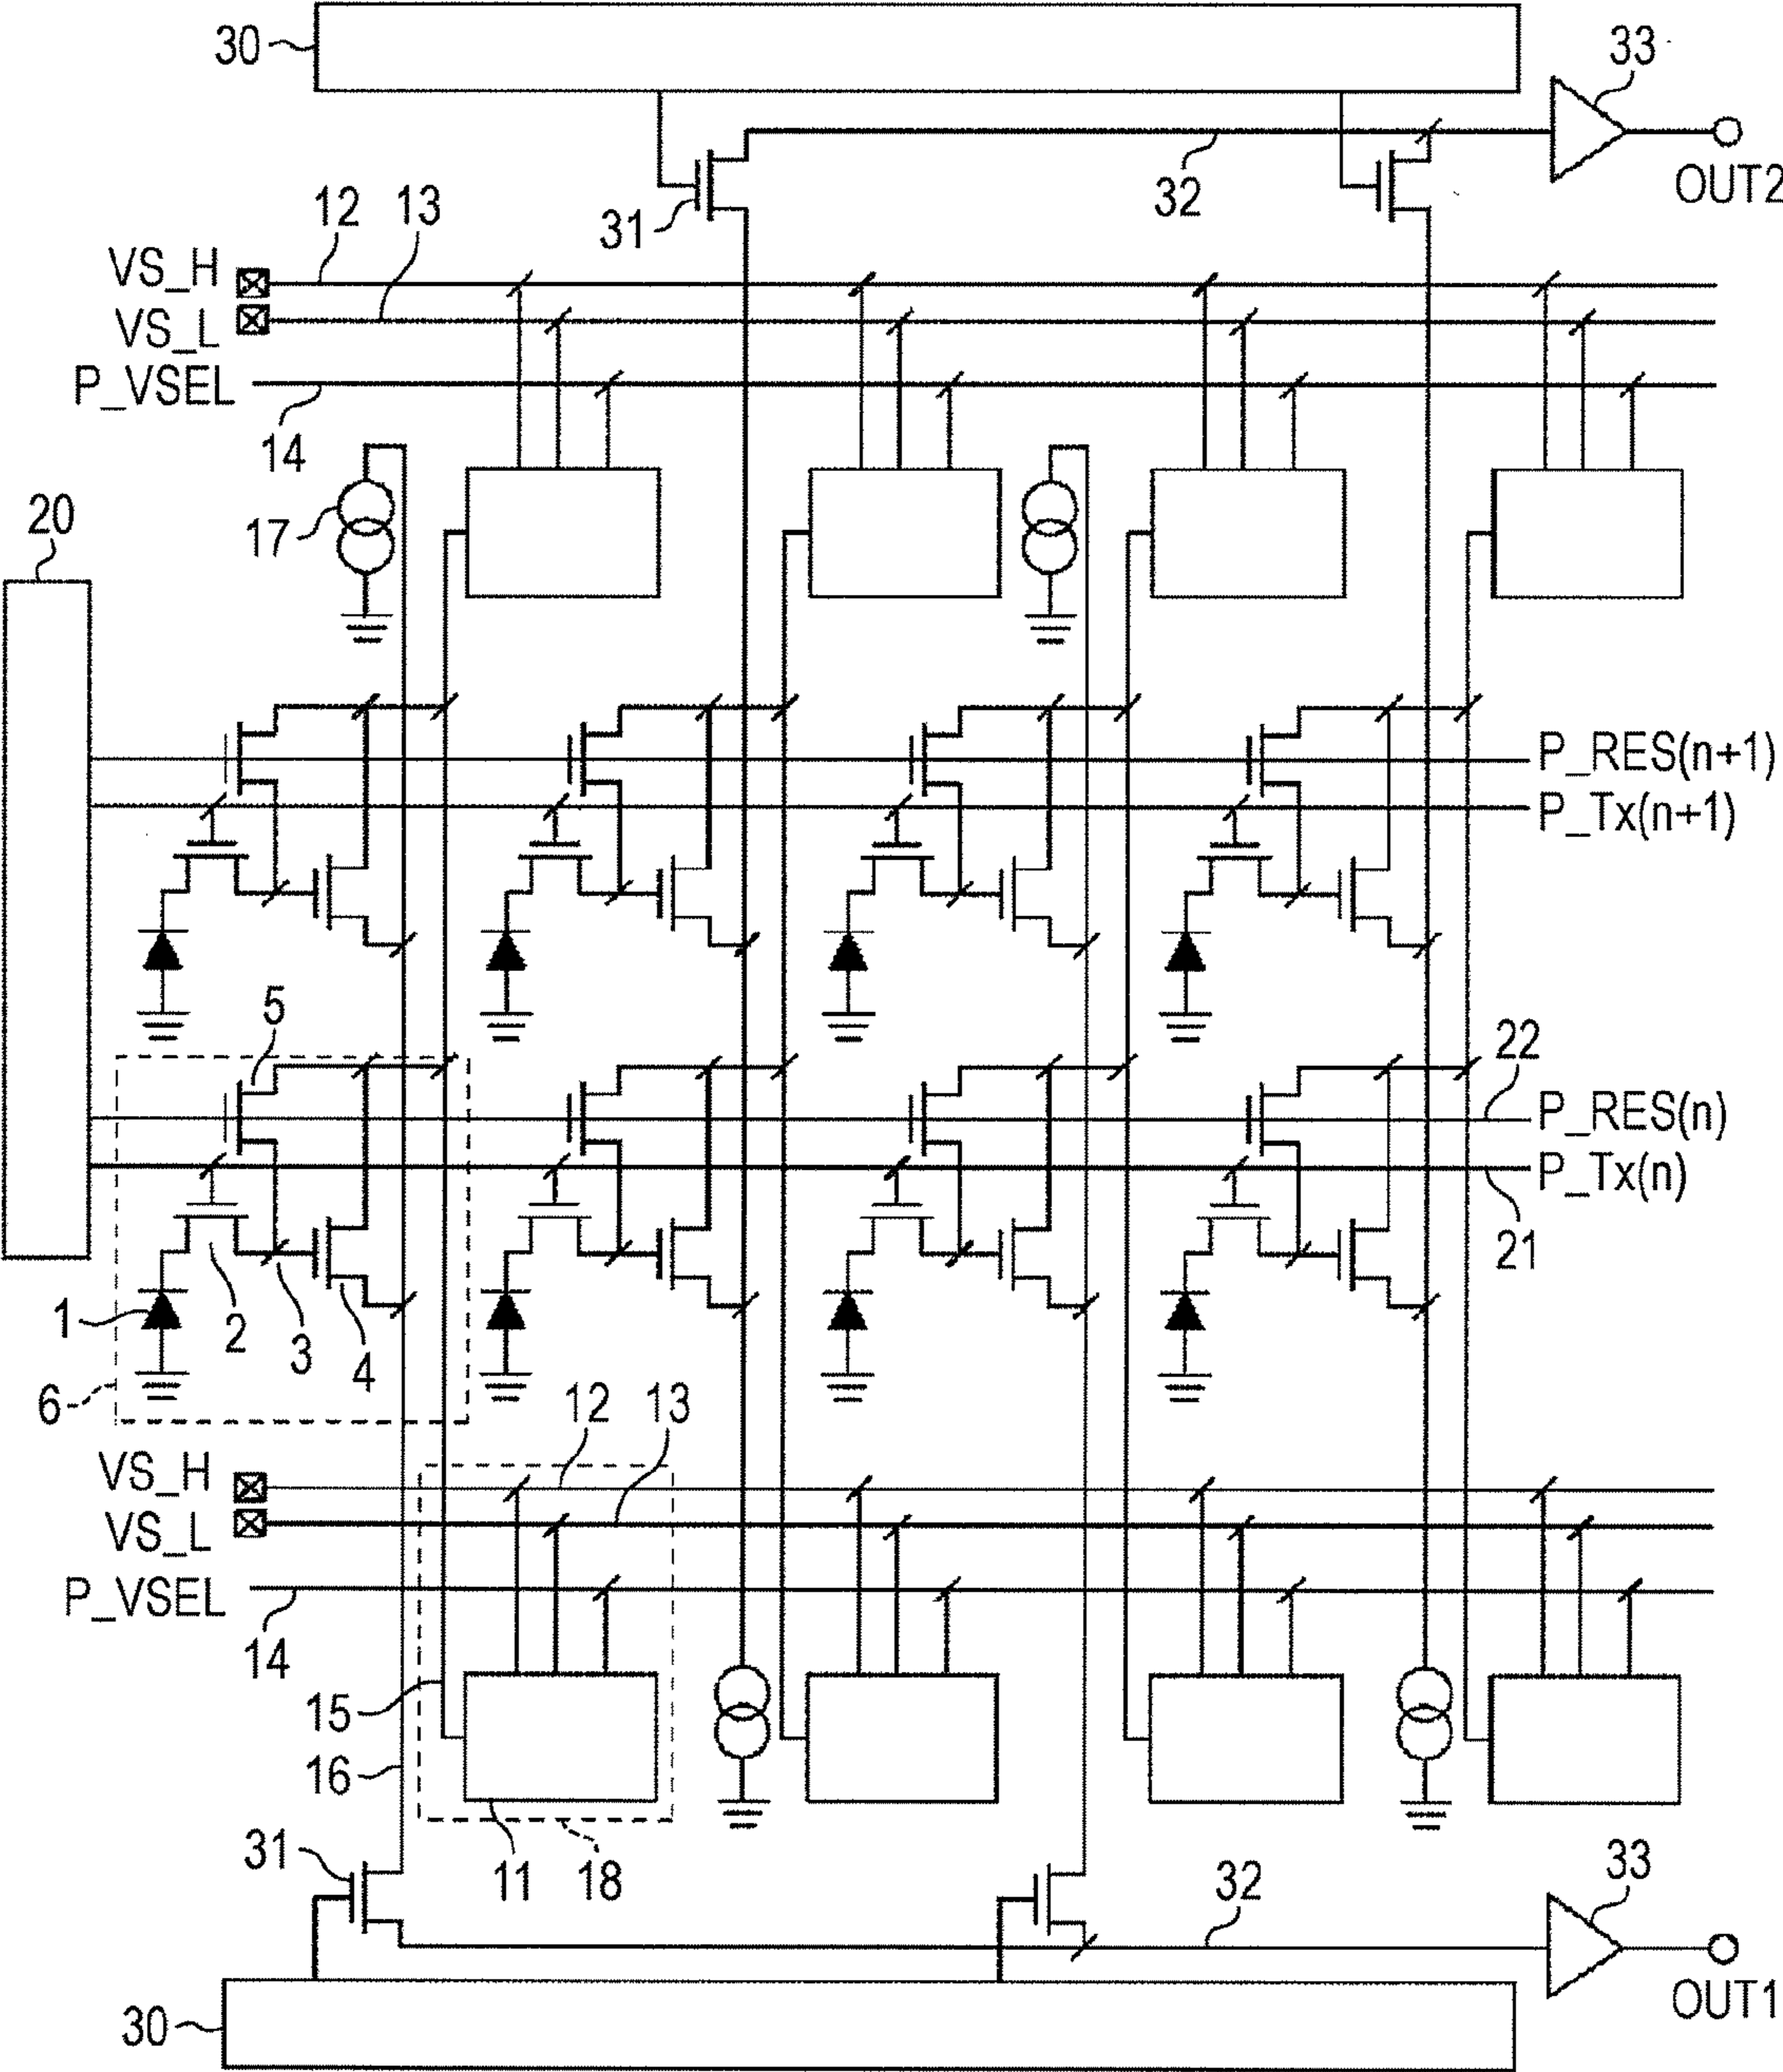 30
33
OUT2
32
31
12
13
VS_H
VS_L
P_VSEL
14
17
20
P_RES(n+1)
P_Tx(n+1)
5
22
P_RES(n)
P_Tx(n)
21
1
2
3
4
6
12
13
VS_H
VS_L
P_VSEL
14
15
16
11
18
31
32
33
OUT1
30